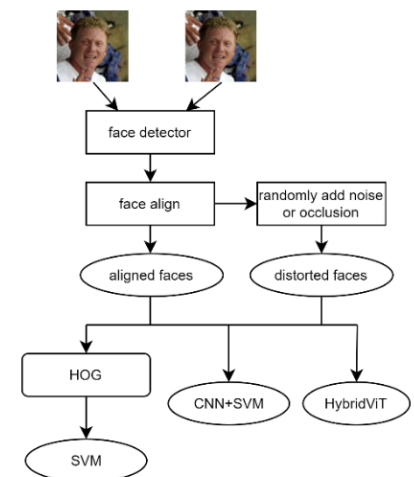 face detector
face align
randomly add noise
or occlusion
aligned faces
distorted faces
HOG
CNN+SVM
HybridViT
SVM